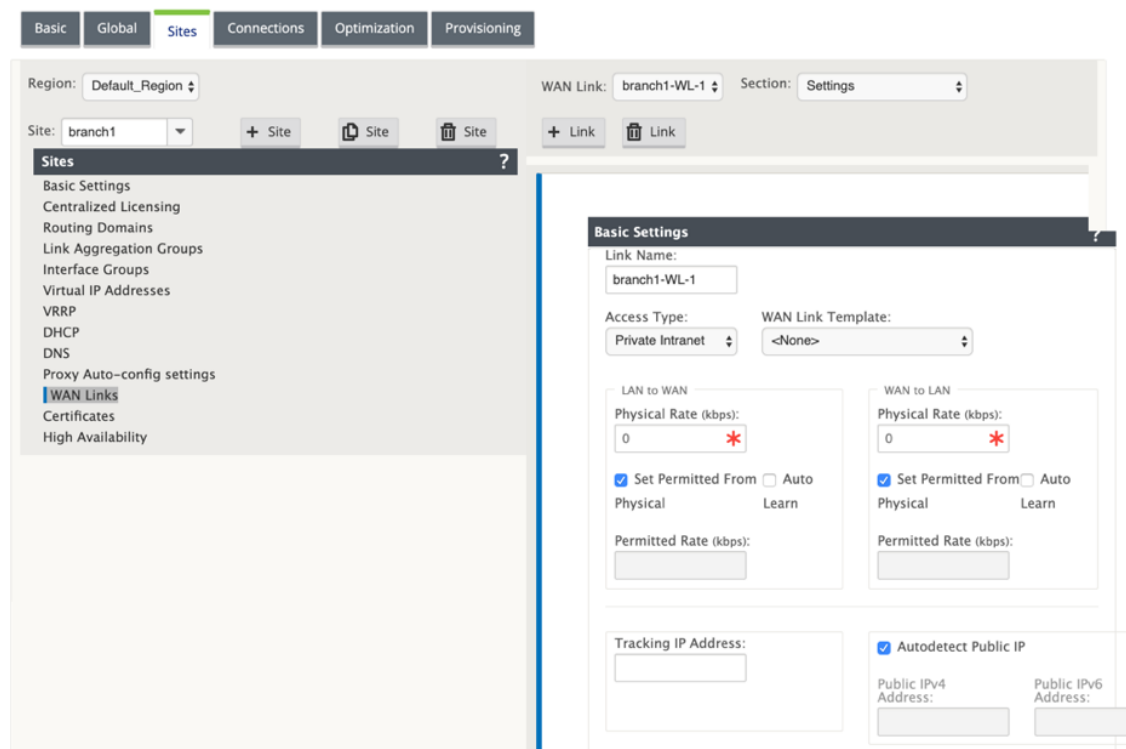 Basic Global Sites Connections Optimization Provisioning
Region: Default_Region
Site: branch1 + Site Site Site
Sites ?
Basic Settings
Centralized Licensing
Routing Domains
Link Aggregation Groups
Interface Groups
Virtual IP Addresses
VRRP
DHCP
DNS
Proxy Auto-config settings
WAN Links
Certificates
High Availability
WAN Link: branch1-WL-1 Section: Settings
+ Link Link
Basic Settings ?
Link Name:
branch1-WL-1
Access Type: WAN Link Template:
Private Intranet <None>
LAN to WAN
Physical Rate (kbps):
0 *
Set Permitted From Auto
Physical Learn
Permitted Rate (kbps):
WAN to LAN
Physical Rate (kbps):
0 *
Set Permitted From Auto
Physical Learn
Permitted Rate (kbps):
Tracking IP Address:
Autodetect Public IP
Public IPv4 Public IPv6
Address: Address: